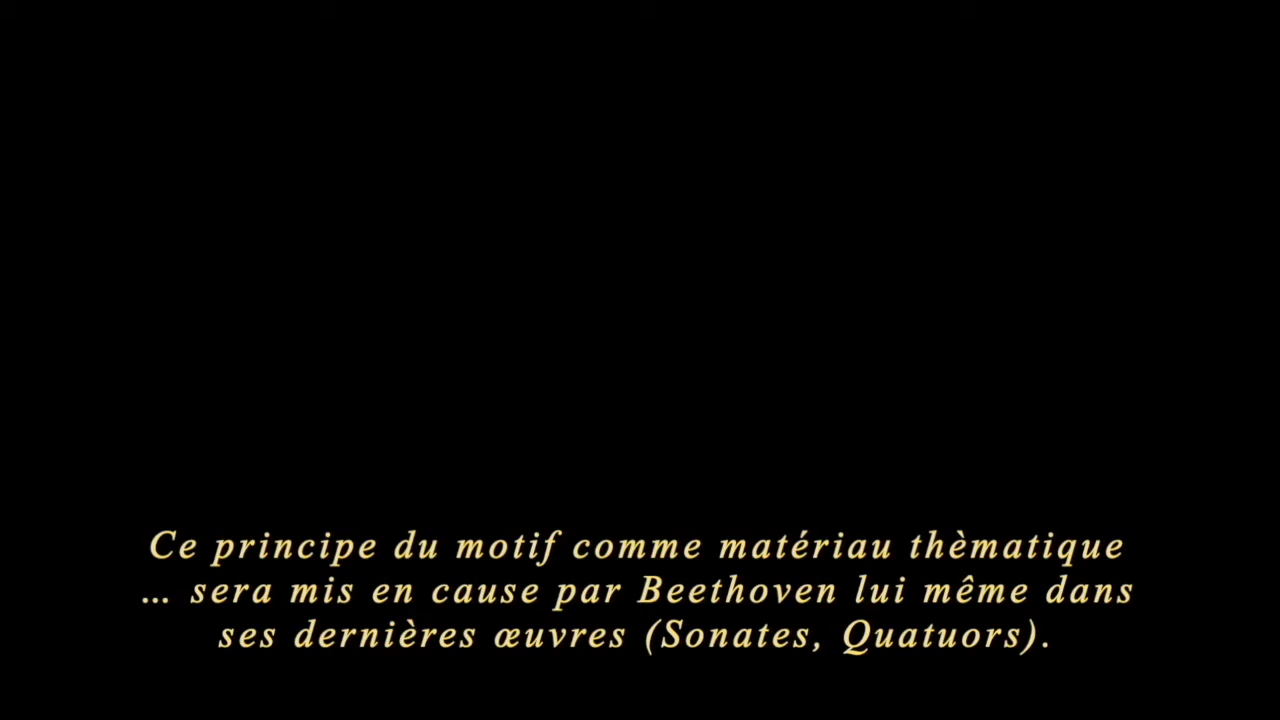 Ce principe du motif comme matériau thèmatique
... sera mis en cause par Beethoven lui même dans
ses dernières œuvres (Sonates, Quatuors).